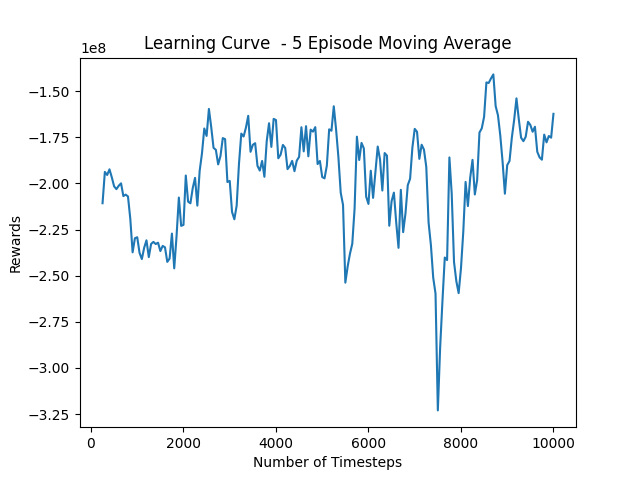 Learning Curve  - 5 Episode Moving Average
1e8
−1.50
−1.75
−2.00
−2.25
−2.50
−2.75
−3.00
−3.25
Rewards
0 2000 4000 6000 8000 10000
Number of Timesteps